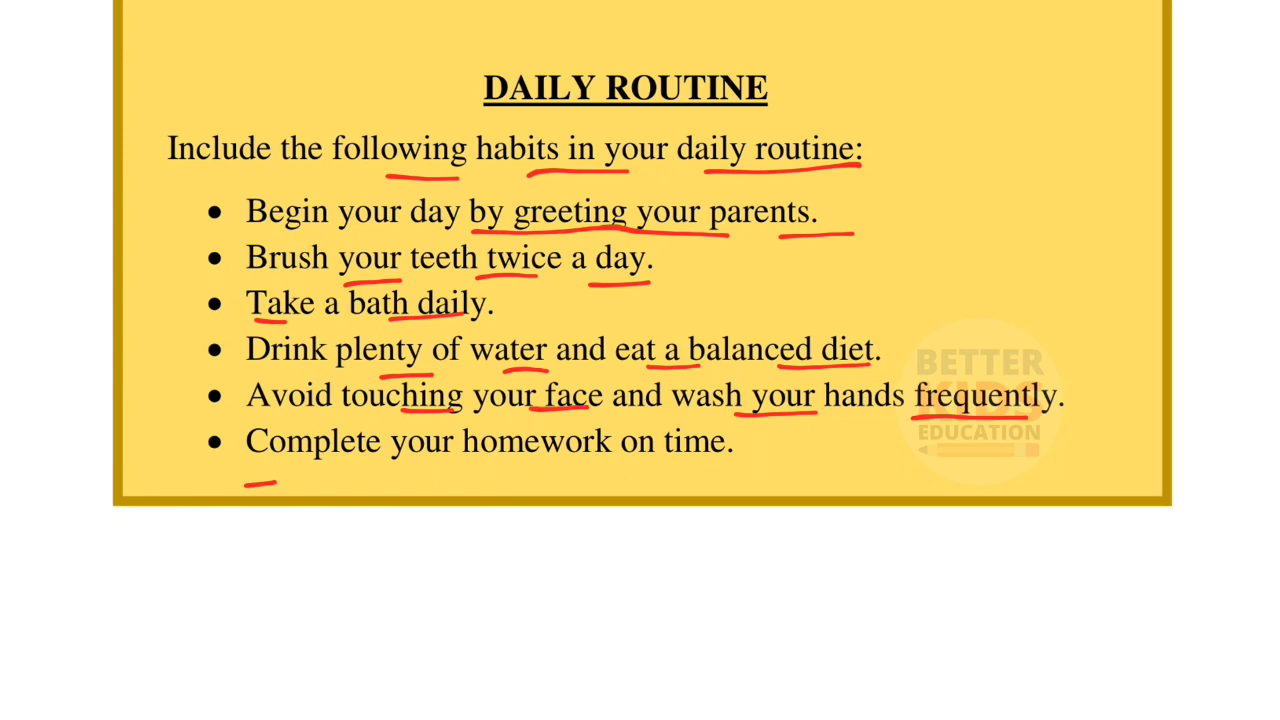 DAILY ROUTINE
Include the following habits in your daily routine:
• Begin your day by greeting your parents.
• Brush your teeth twice a day.
• Take a bath daily.
• Drink plenty of water and eat a balanced diet.
• Avoid touching your face and wash your hands frequently.
• Complete your homework on time.
BETTER
KIDS
EDUCATION